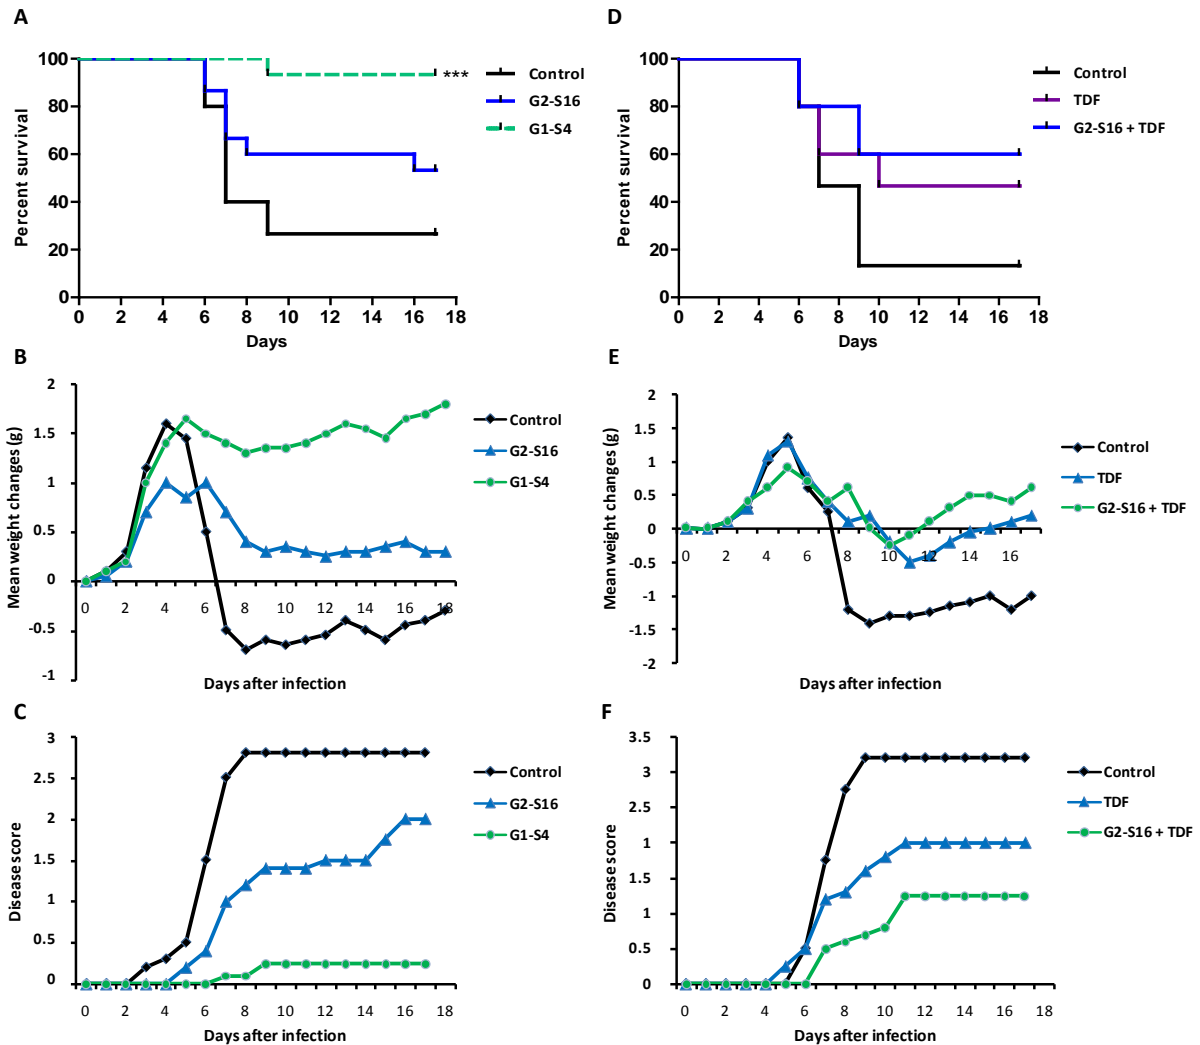 A
100
80
60
40
20
0
Percent survival
0 2 4 6 8 10 12 14 16 18
Days
***
Control
G2-S16
G1-S4
D
100
80
60
40
20
0
Percent survival
0 2 4 6 8 10 12 14 16 18
Days
Control
TDF
G2-S16 + TDF
B
2
1.5
1
0.5
0
-0.5
-1
Mean weight changes (g)
0 2 4 6 8 10 12 14 16 18
Days after infection
Control
G2-S16
G1-S4
E
2
1.5
1
0.5
0
-0.5
-1
-1.5
-2
Mean weight changes (g)
0 2 4 6 8 10 12 14 16
Days after infection
Control
TDF
G2-S16 + TDF
C
3
2.5
2
1.5
1
0.5
0
Disease score
0 2 4 6 8 10 12 14 16 18
Days after infection
Control
G2-S16
G1-S4
F
3.5
3
2.5
1
1.5
1
0.5
0
Disease score
0 2 4 6 8 10 12 14 16 18
Days after infection
Control
TDF
G2-S16 + TDF